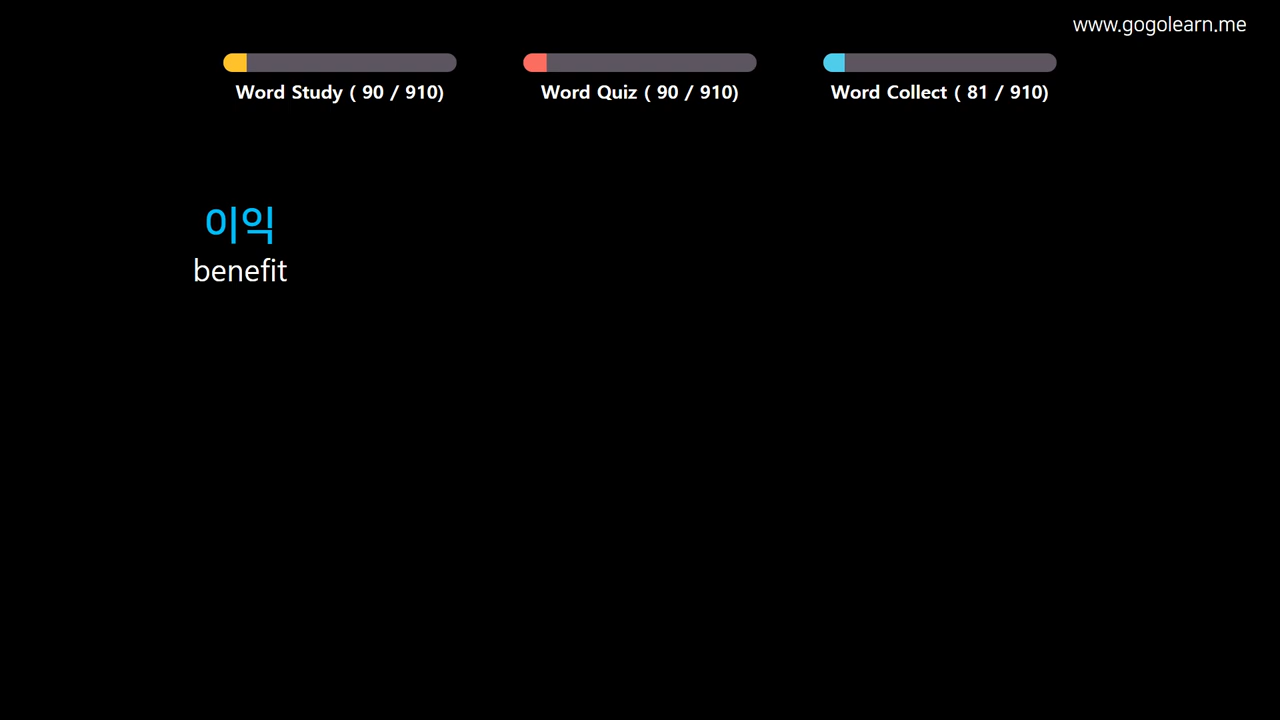 www.gogolearn.me
Word Study ( 90 / 910)
Word Quiz ( 90 / 910)
Word Collect ( 81 / 910)
이익
benefit